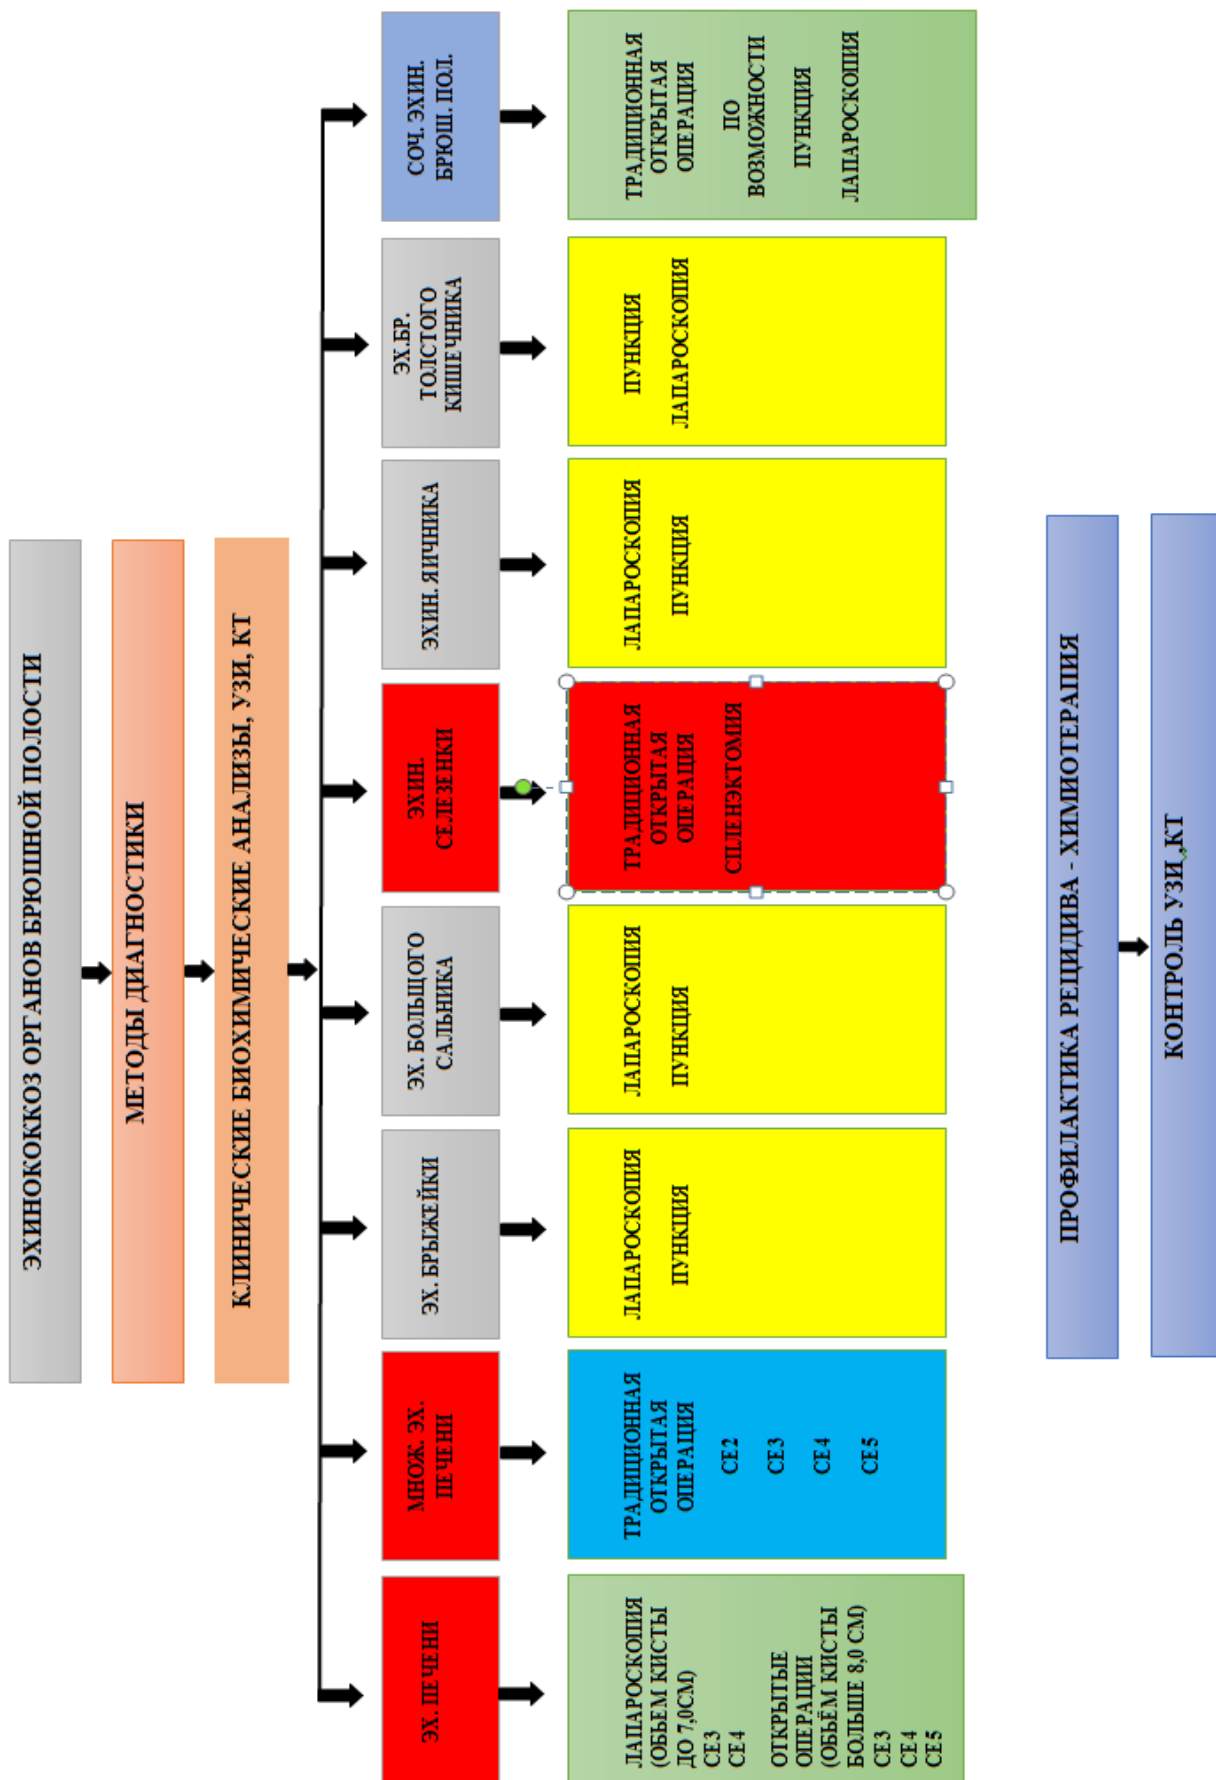 ЭХИНОКОККОЗ ОРГАНОВ БРЮШНОЙ ПОЛОСТИ
МЕТОДЫ ДИАГНОСТИКИ
КЛИНИЧЕСКИЕ БИОХИМИЧЕСКИЕ АНАЛИЗЫ, УЗИ, КТ
ЭХ. ПЕЧЕНИ
МНОЖ. ЭХ.
ПЕЧЕНИ
ЭХ. БРЫЖЕЙКИ
ЭХ. БОЛЬЩОГО
САЛЬНИКА
ЭХИН.
СЕЛЕЗЕНКИ
ЭХИН. ЯИЧНИКА
ЭХ.БР.
ТОЛСТОГО
КИШЕЧНИКА
СОЧ. ЭХИН.
БРЮШ. ПОЛ.
ЛАПАРОСКОПИЯ
(ОБЬЕМ КИСТЫ
ДО 7,0СМ)
СЕ3
СЕ4
ОТКРЫТЫЕ
ОПЕРАЦИИ
(ОБЬЁМ КИСТЫ
БОЛЬШЕ 8,0 СМ)
СЕ3
СЕ4
СЕ5
ТРАДИЦИОННАЯ
ОТКРЫТАЯ
ОПЕРАЦИЯ
СЕ2
СЕ3
СЕ4
СЕ5
ЛАПАРОСКОПИЯ
ПУНКЦИЯ
ЛАПАРОСКОПИЯ
ПУНКЦИЯ
ТРАДИЦИОННАЯ
ОТКРЫТАЯ
ОПЕРАЦИЯ
СПЛЕНЭКТОМИЯ
ЛАПАРОСКОПИЯ
ПУНКЦИЯ
ПУНКЦИЯ
ЛАПАРОСКОПИЯ
ТРАДИЦИОННАЯ
ОТКРЫТАЯ
ОПЕРАЦИЯ
ПО
ВОЗМОЖНОСТИ
ПУНКЦИЯ
ЛАПАРОСКОПИЯ
ПРОФИЛАКТИКА РЕЦИДИВА - ХИМИОТЕРАПИЯ
КОНТРОЛЬ УЗИ ,КТ